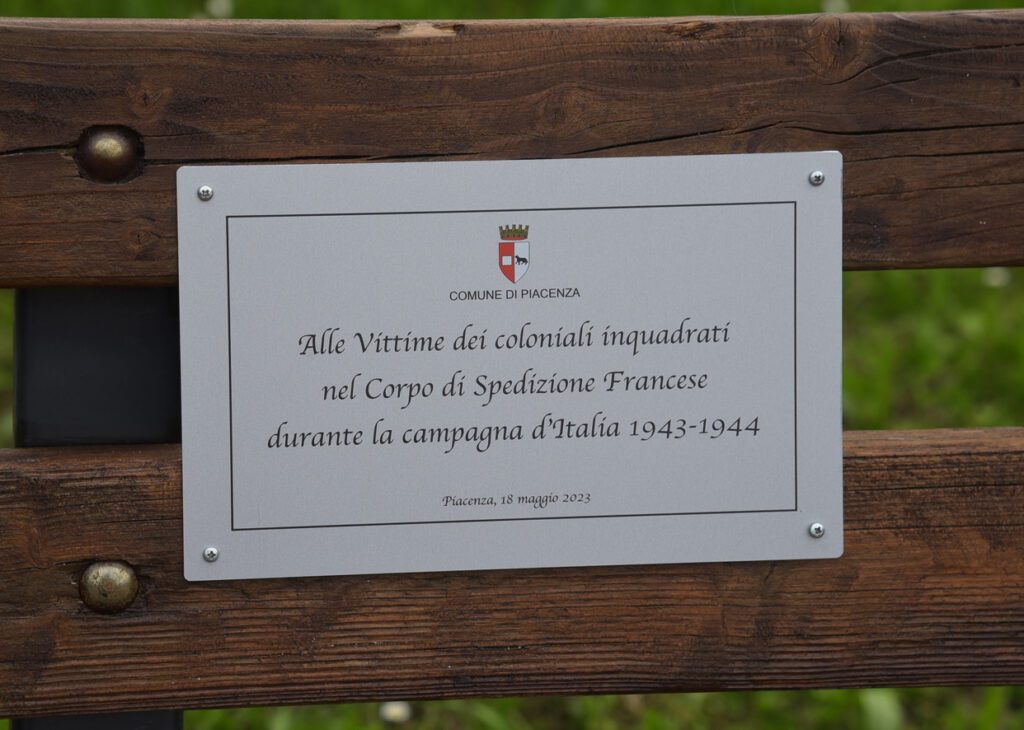 COMUNE DI PIACENZA
Alle Vittime dei coloniali inquadrati
nel Corpo di Spedizione Francese
durante la campagna d'Italia 1943-1944
Piacenza, 18 maggio 2023